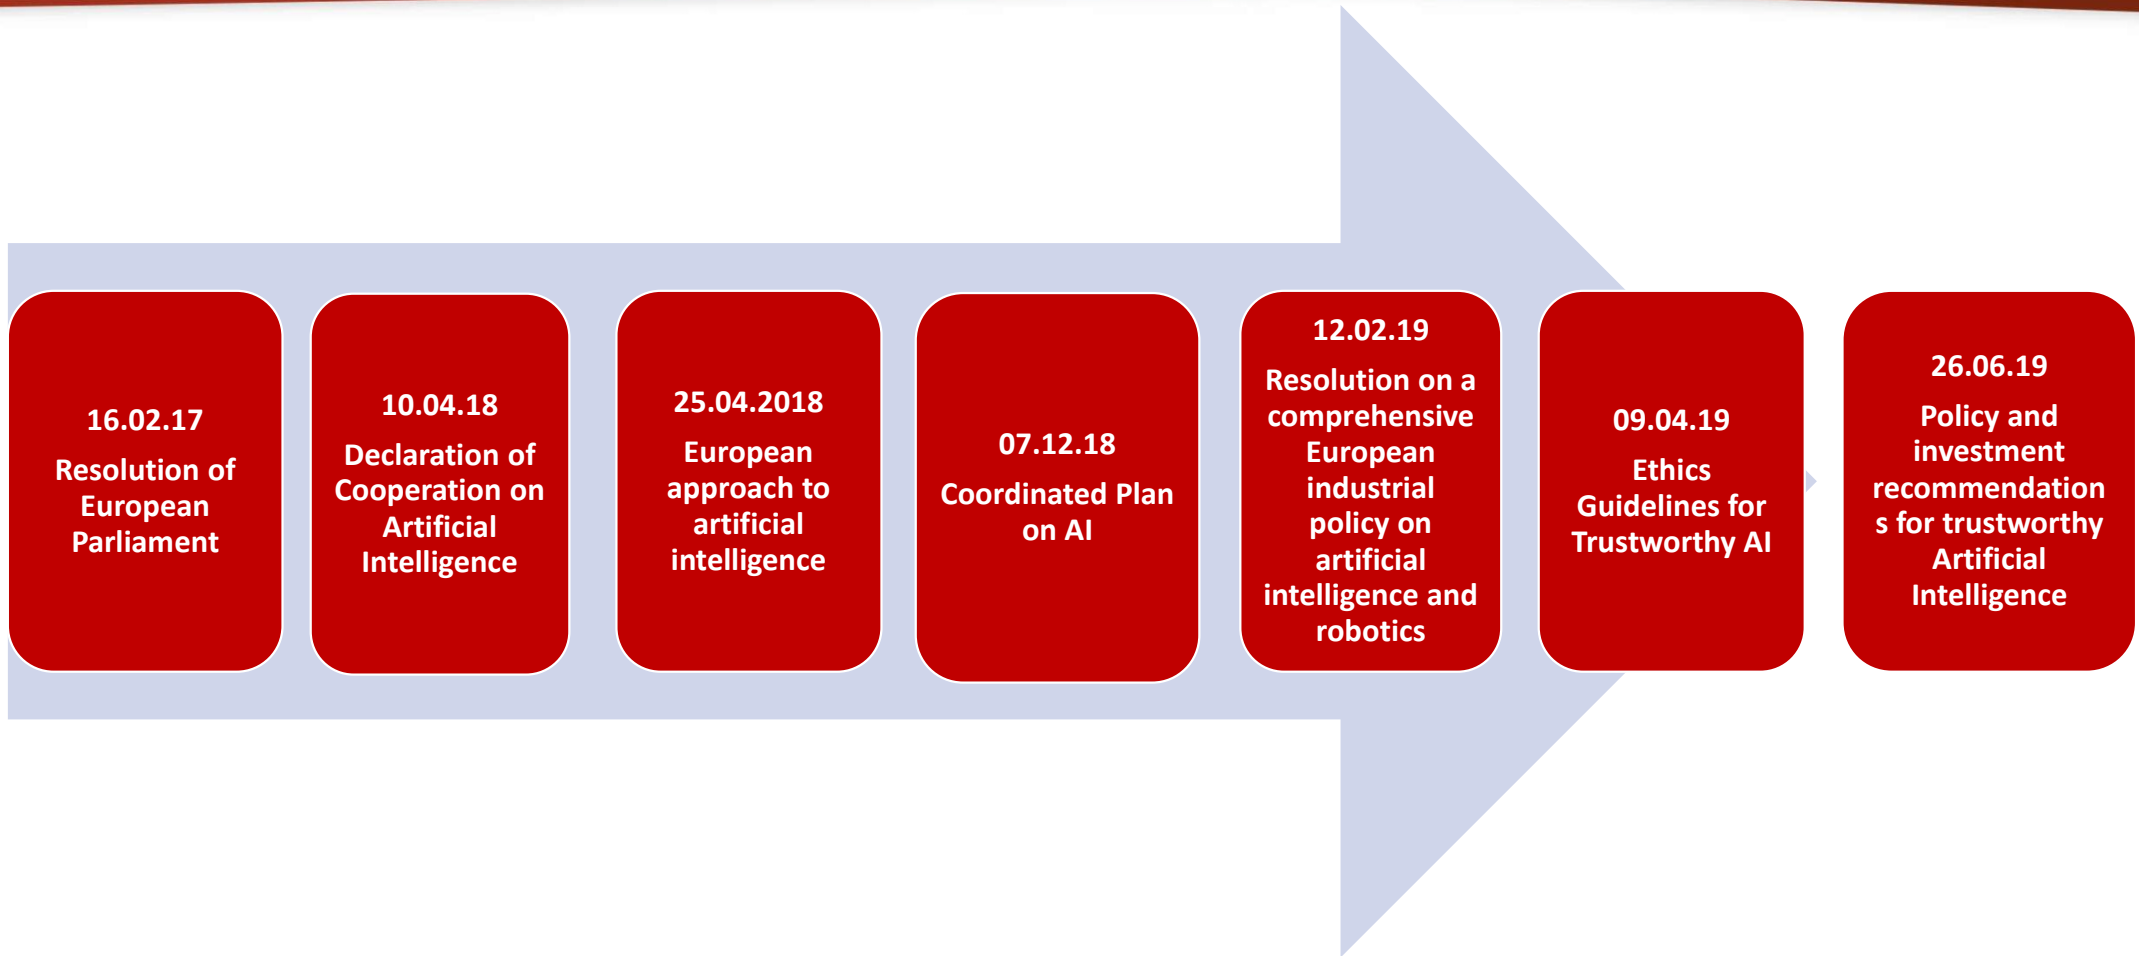 16.02.17
Resolution of
European
Parliament
10.04.18
Declaration of
Cooperation on
Artificial
Intelligence
25.04.2018
European
approach to
artificial
intelligence
07.12.18
Coordinated Plan
on AI
12.02.19
Resolution on a
comprehensive
European
industrial
policy on
artificial
intelligence and
robotics
09.04.19
Ethics
Guidelines for
Trustworthy AI
26.06.19
Policy and
investment
recommendation
s for trustworthy
Artificial
Intelligence